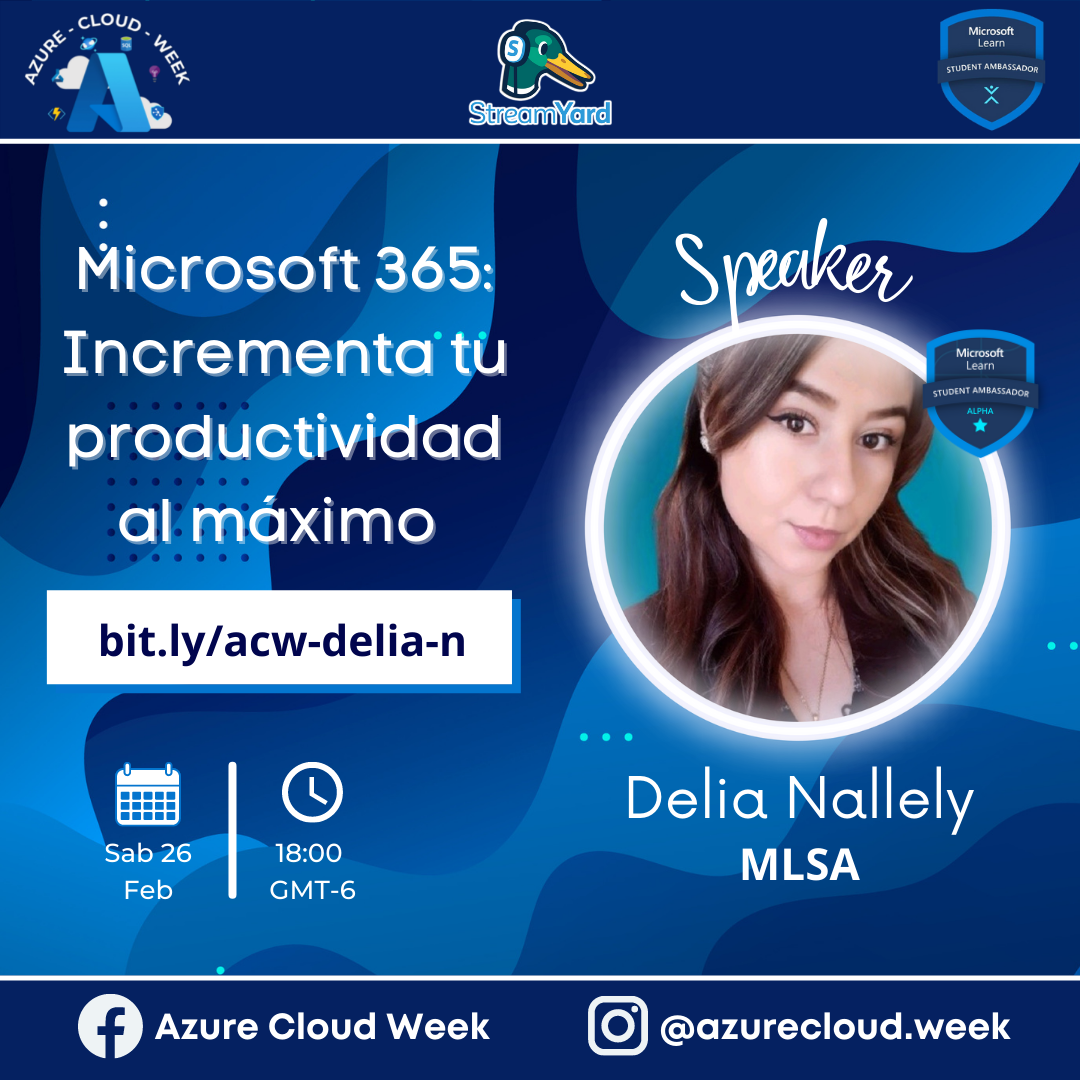 AZURE - CLOUD - WEEK
SQL
S
StreamYard
Microsoft
Learn
STUDENT AMBASSADOR
Microsoft 365:
Incrementa tu
productividad
al máximo
bit.ly/acw-delia-n
Sab 26
Feb
18:00
GMT-6
Speaker
Microsoft
Learn
STUDENT AMBASSADOR
ALPHA
Delia Nallely
MLSA
Azure Cloud Week
@azurecloud.week